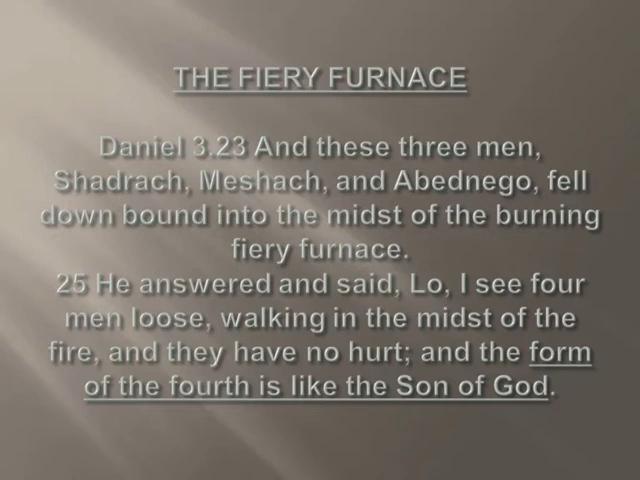 THE FIERY FURNACE
Daniel 3.23 And these three men,
Shadrach, Meshach, and Abednego, fell
down bound into the midst of the burning
fiery furnace.
25 He answered and said, Lo, I see four
men loose, walking in the midst of the
fire, and they have no hurt; and the form
of the fourth is like the Son of God.